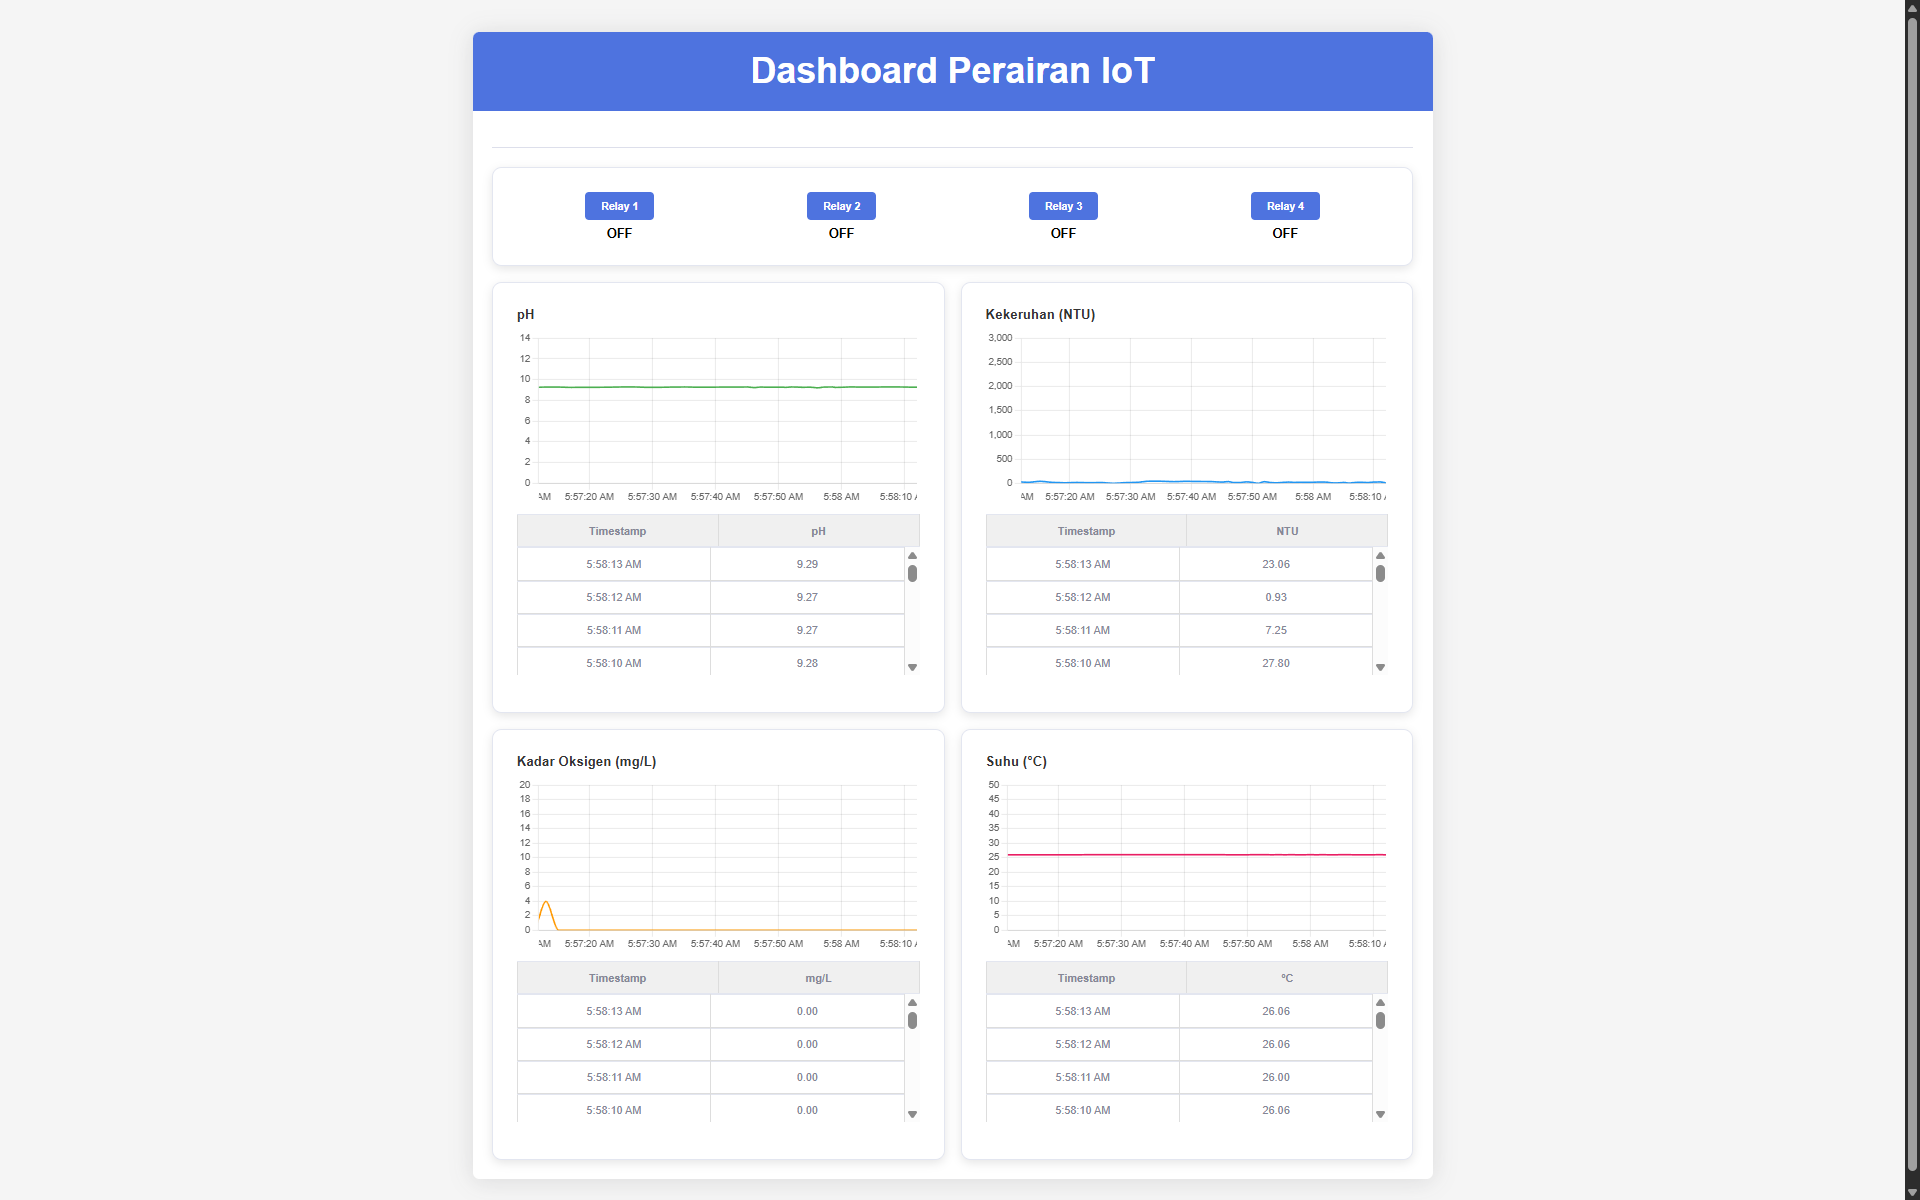 Dashboard Perairan IoT
Relay 1 Relay 2 Relay 3 Relay 4
OFF OFF OFF OFF
pH
14
12
10
8
6
4
2
0
AM 5:57:20 AM 5:57:30 AM 5:57:40 AM 5:57:50 AM 5:58 AM 5:58:10
Timestamp pH
5:58:13 AM 9.29
5:58:12 AM 9.27
5:58:11 AM 9.27
5:58:10 AM 9.28
Kekeruhan (NTU)
3,000
2,500
2,000
1,500
1,000
500
0
AM 5:57:20 AM 5:57:30 AM 5:57:40 AM 5:57:50 AM 5:58 AM 5:58:10
Timestamp NTU
5:58:13 AM 23.06
5:58:12 AM 0.93
5:58:11 AM 7.25
5:58:10 AM 27.80
Kadar Oksigen (mg/L)
20
18
16
14
12
10
8
6
4
2
0
AM 5:57:20 AM 5:57:30 AM 5:57:40 AM 5:57:50 AM 5:58 AM 5:58:10
Timestamp mg/L
5:58:13 AM 0.00
5:58:12 AM 0.00
5:58:11 AM 0.00
5:58:10 AM 0.00
Suhu (°C)
50
45
40
35
30
25
20
15
10
5
0
AM 5:57:20 AM 5:57:30 AM 5:57:40 AM 5:57:50 AM 5:58 AM 5:58:10
Timestamp °C
5:58:13 AM 26.06
5:58:12 AM 26.06
5:58:11 AM 26.00
5:58:10 AM 26.06